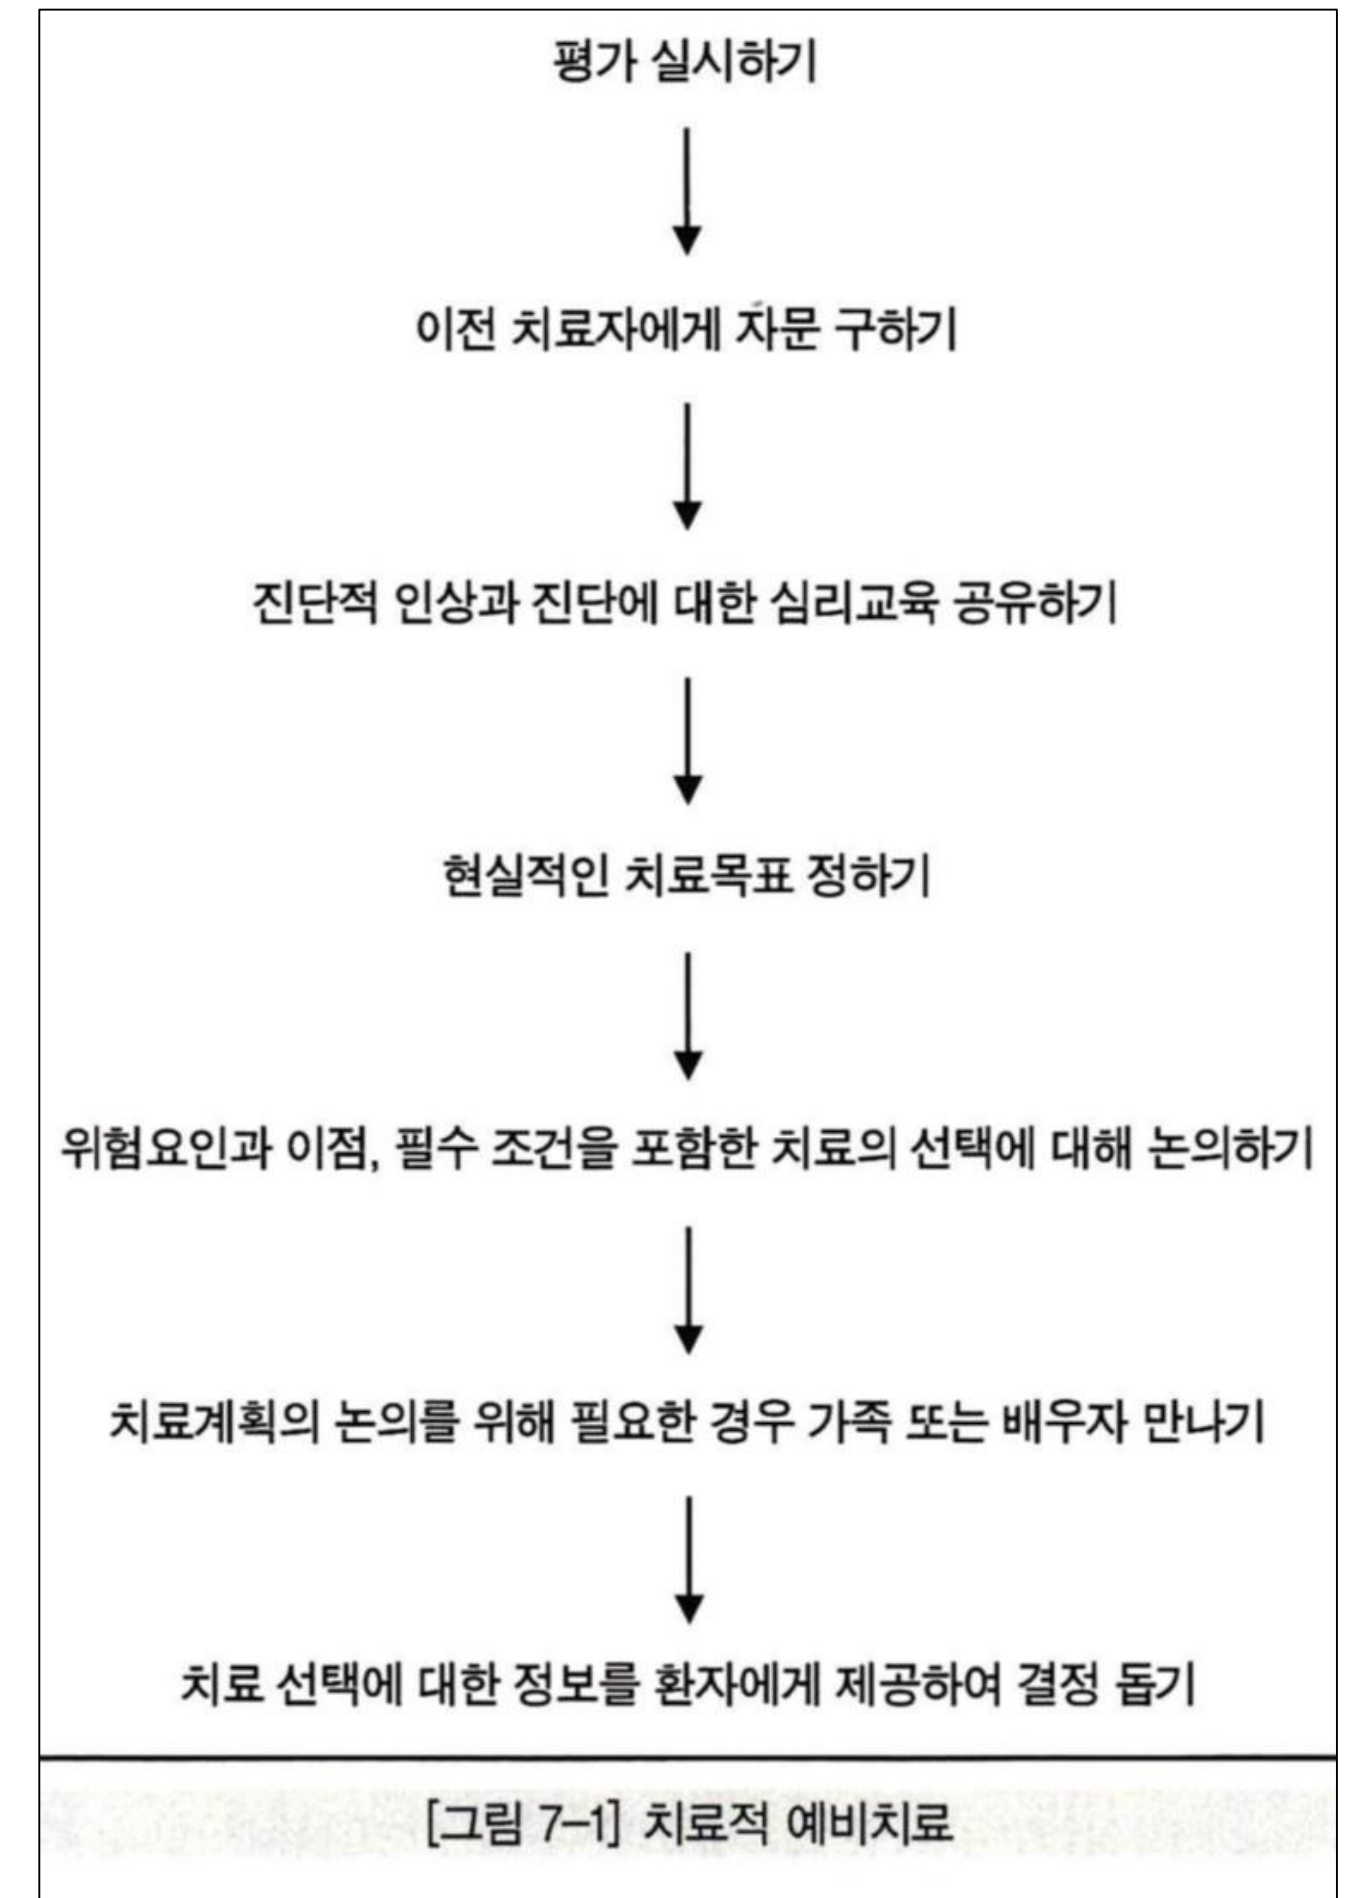 평가 실시하기
이전 치료자에게 자문 구하기
진단적 인상과 진단에 대한 심리교육 공유하기
현실적인 치료목표 정하기
위험요인과 이점, 필수 조건을 포함한 치료의 선택에 대해 논의하기
치료계획의 논의를 위해 필요한 경우 가족 또는 배우자 만나기
치료 선택에 대한 정보를 환자에게 제공하여 결정 돕기
[그림 7-1] 치료적 예비치료